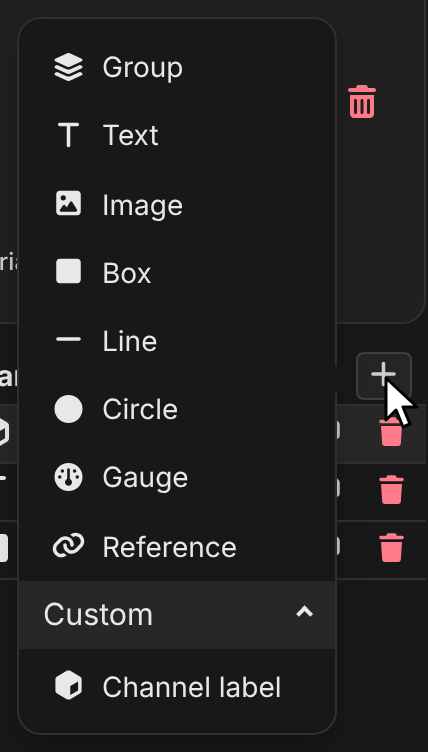 Group
Text
Image
Box
Line
Circle
Gauge
Reference
Custom
Channel label